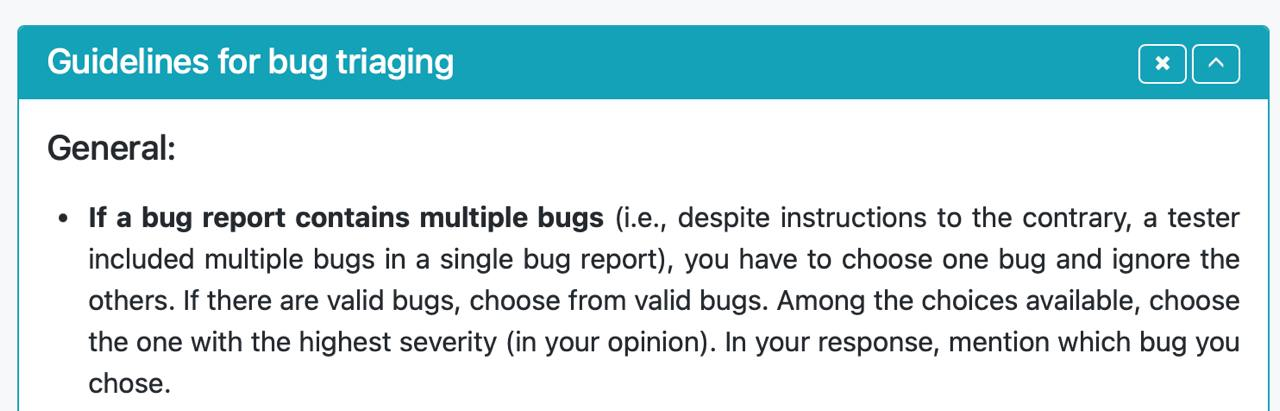 Guidelines for bug triaging
General:
• If a bug report contains multiple bugs (i.e., despite instructions to the contrary, a tester
included multiple bugs in a single bug report), you have to choose one bug and ignore the
others. If there are valid bugs, choose from valid bugs. Among the choices available, choose
the one with the highest severity (in your opinion). In your response, mention which bug you
chose.